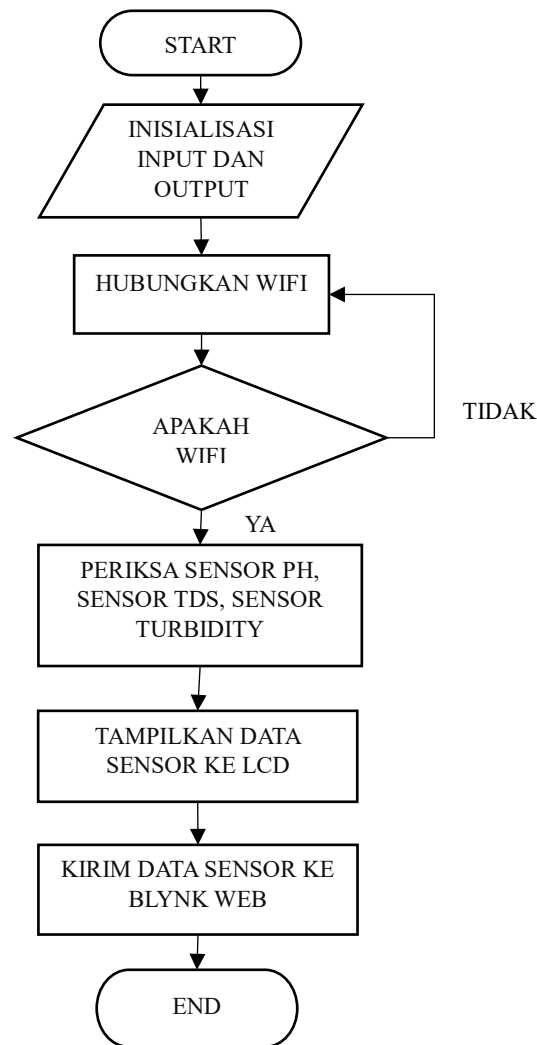 START
INISIALISASI
INPUT DAN
OUTPUT
HUBUNGKAN WIFI
APAKAH
WIFI
TIDAK
YA
PERIKSA SENSOR PH,
SENSOR TDS, SENSOR
TURBIDITY
TAMPILKAN DATA
SENSOR KE LCD
KIRIM DATA SENSOR KE
BLYNK WEB
END